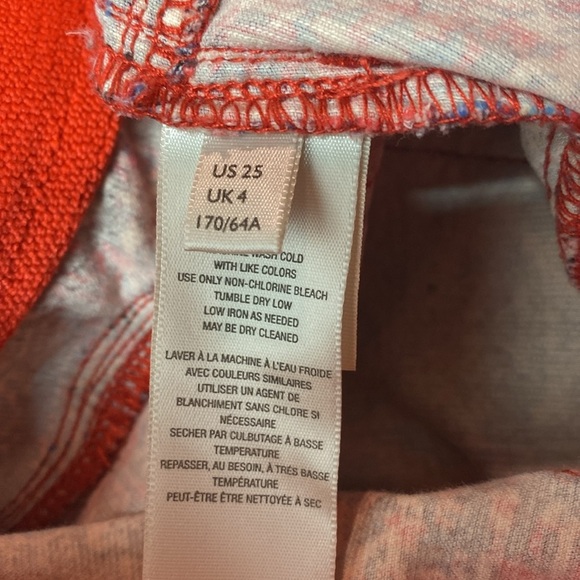 US 25
UK 4
170/64A
WASH COLD
WITH LIKE COLORS
USE ONLY NON-CHLORINE BLEACH
TUMBLE DRY LOW
LOW IRON AS NEEDED
MAY BE DRY CLEANED
LAVER À LA MACHINE À L'EAU FROIDE
AVEC COULEURS SIMILAIRES
UTILISER UN AGENT DE
BLANCHIMENT SANS CHLORE SI
NÉCESSAIRE
SECHER PAR CULBUTAGE À BASSE
TEMPERATURE
REPASSER, AU BESOIN, À TRÉS BASSE
TEMPÉRATURE
PEUT-ÊTRE ÊTRE NETTOYÉE À SEC